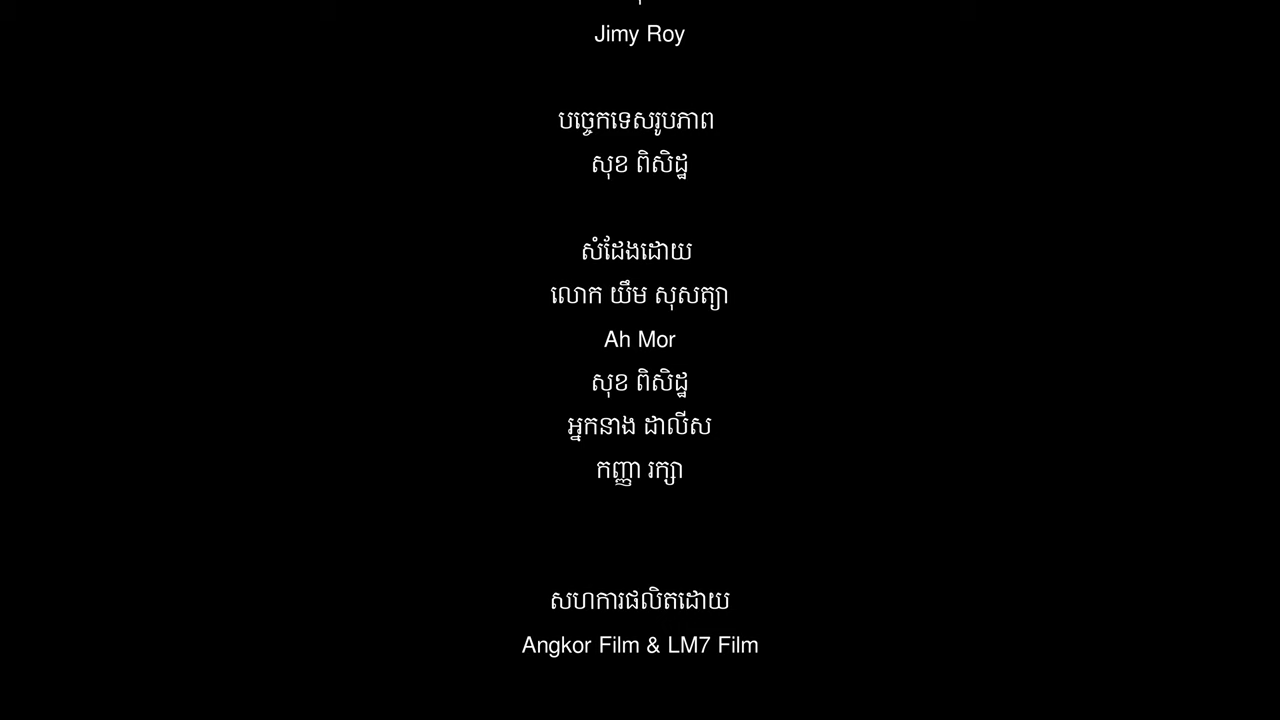 Jimy Roy
បច្ចេកទេសរូបភាព
សុខ ពិសិដ្ឋ
សំដែងដោយ
លោក យឹម សុសត្យា
Ah Mor
សុខ ពិសិដ្ឋ
អ្នកនាង ដាលីស
កញ្ញា រក្សា
សហការផលិតដោយ
Angkor Film & LM7 Film